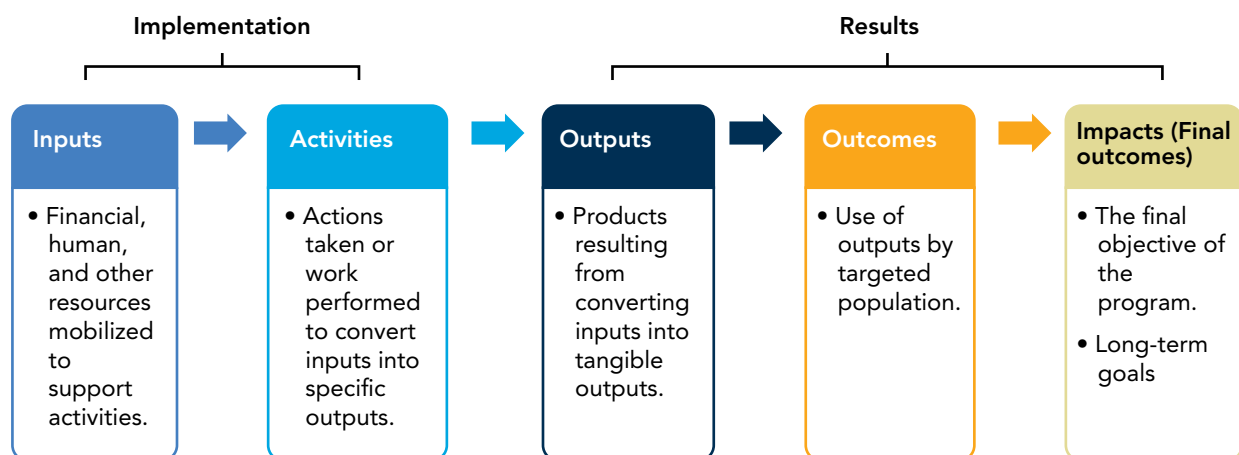 Implementation
Results
Inputs
• Financial,
human,
and other
resources
mobilized
to
support
activities.
Activities
• Actions
taken or
work
performed
to convert
inputs into
specific
outputs.
Outputs
• Products
resulting
from
converting
inputs into
tangible
outputs.
Outcomes
• Use of
outputs by
targeted
population.
Impacts (Final
outcomes)
• The final
objective of
the
program.
• Long-term
goals